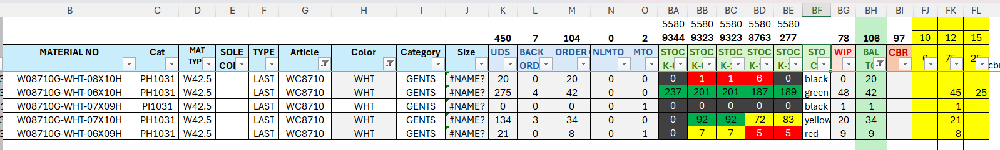 B C D E F G H I J K L M N O BA BB BC BD BE BF BG BH BI FJ FK FL
5580 5580 5580 5580 5580
450 7 104 0 2 9344 9323 9323 8763 277 78 106 97 10 12 15
MATERIAL NO Cat MAT TYP SOLE COL TYPE Article Color Category Size UDS BACK ORD ORDER NLMTO MTO STOC K-0 STOC K-0 STOC K-1 STOC K-1 STOC K-1 STO C WIP BAL TO CBR 0 75 25 cbr
W08710G-WHT-08X10H PH1031 W42.5 LAST WC8710 WHT GENTS #NAME? 20 0 20 0 0 0 1 1 6 0 black 0 20
W08710G-WHT-06X10H PH1031 W42.5 LAST WC8710 WHT GENTS #NAME? 275 4 42 0 0 237 201 201 187 189 green 48 42 45 25
W08710G-WHT-07X09H PI1031 W42.5 LAST WC8710 WHT GENTS #NAME? 0 0 0 0 1 0 0 0 0 0 black 1 1 1
W08710G-WHT-07X10H PH1031 W42.5 LAST WC8710 WHT GENTS #NAME? 134 3 34 0 0 0 92 92 72 83 yellow 20 34 21
W08710G-WHT-06X09H PH1031 W42.5 LAST WC8710 WHT GENTS #NAME? 21 0 8 0 1 0 7 7 5 5 red 9 9 8